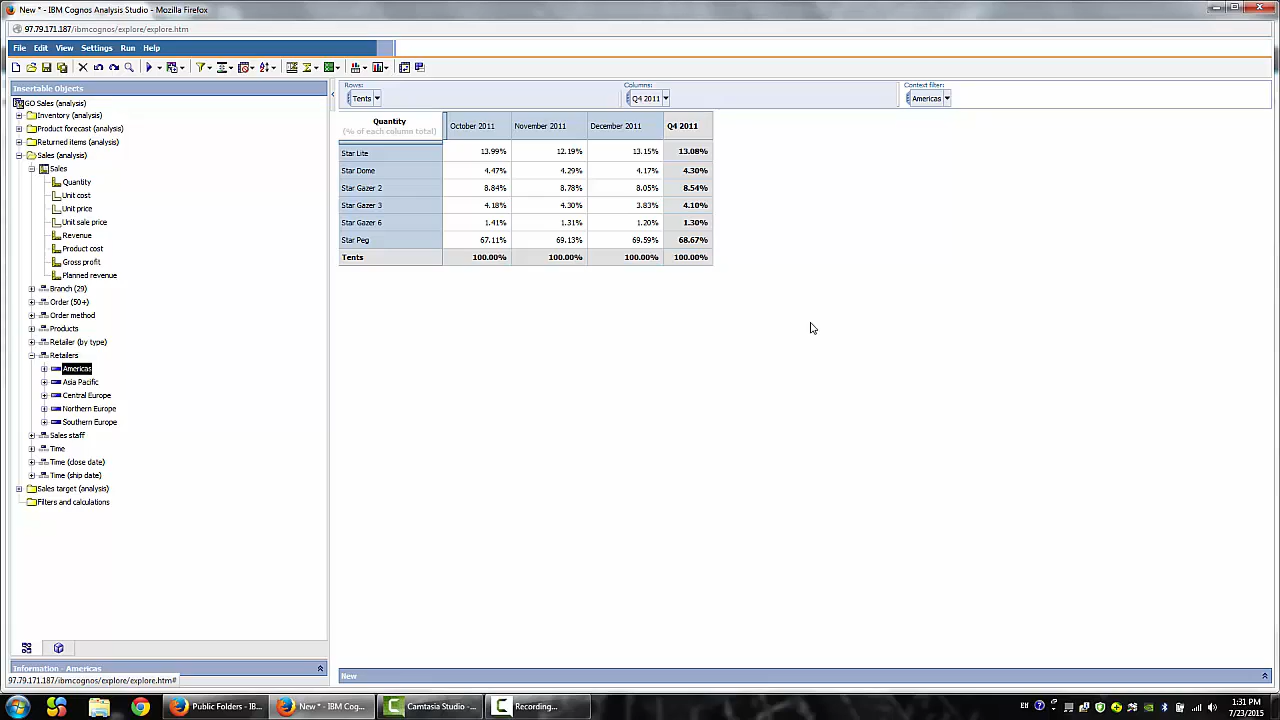 New * - IBM Cognos Analysis Studio - Mozilla Firefox
97.79.171.187/ibmcognos/explore/explore.htm
File Edit View Settings Run Help
Insertable Objects
GO Sales (analysis)
Inventory (analysis)
Product forecast (analysis)
Returned items (analysis)
Sales (analysis)
Sales
Quantity
Unit cost
Unit price
Unit sale price
Revenue
Product cost
Gross profit
Planned revenue
Branch (29)
Order (50+)
Order method
Products
Retailer (by type)
Retailers
Americas
Asia Pacific
Central Europe
Northern Europe
Southern Europe
Sales staff
Time
Time (close date)
Time (ship date)
Sales target (analysis)
Filters and calculations
Information - Americas
97.79.171.187/ibmcognos/explore/explore.htm#
Rows: Columns: Context filter:
Tents Q4 2011 Americas
Quantity
(% of each column total)
October 2011 November 2011 December 2011 Q4 2011
Star Lite 13.99% 12.19% 13.15% 13.08%
Star Dome 4.47% 4.29% 4.17% 4.30%
Star Gazer 2 8.84% 8.78% 8.05% 8.54%
Star Gazer 3 4.18% 4.30% 3.83% 4.10%
Star Gazer 6 1.41% 1.31% 1.20% 1.30%
Star Peg 67.11% 69.13% 69.59% 68.67%
Tents 100.00% 100.00% 100.00% 100.00%
New
Public Folders - IB... New * - IBM Cog... Camtasia Studio - ... Recording...
EN
1:31 PM
7/23/2015